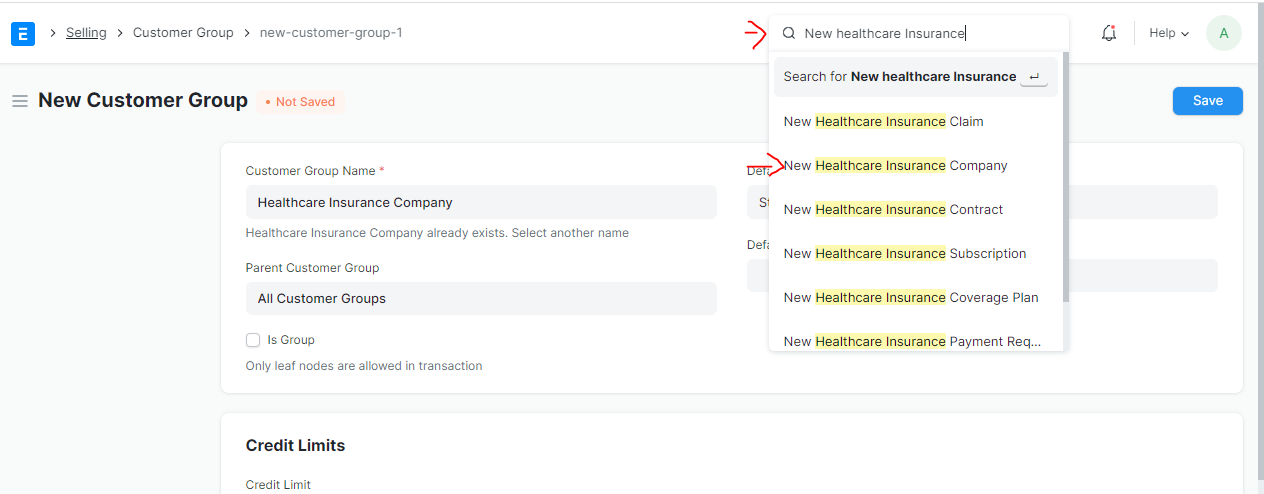 E
Selling
Customer Group
new-customer-group-1
New healthcare Insurance
Help
A
New Customer Group
• Not Saved
Save
Search for New healthcare Insurance
New Healthcare Insurance Claim
New Healthcare Insurance Company
New Healthcare Insurance Contract
New Healthcare Insurance Subscription
New Healthcare Insurance Coverage Plan
New Healthcare Insurance Payment Req...
Customer Group Name *
Healthcare Insurance Company
Healthcare Insurance Company already exists. Select another name
Parent Customer Group
All Customer Groups
Is Group
Only leaf nodes are allowed in transaction
Credit Limits
Credit Limit